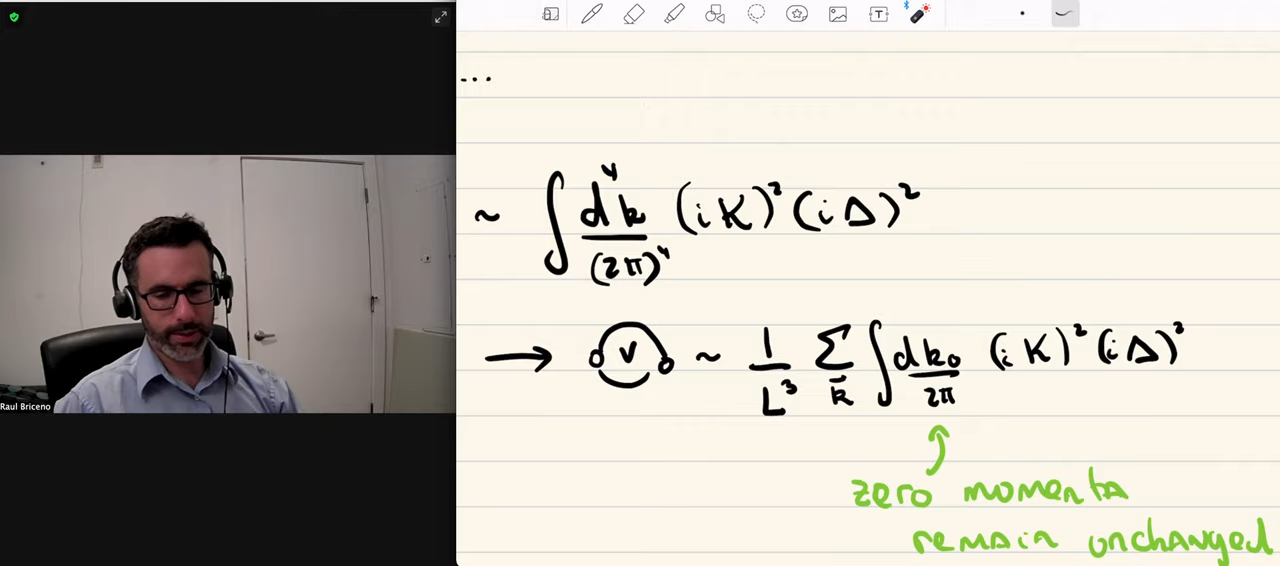 ...
~ ∫ d⁴k/(2π)⁴ (iK)² (iΔ)²
→ V ~ 1/L³ Σ_k⃗ ∫ dk₀/2π (iK)² (iΔ)²
zero momenta
remain unchanged
Raul Briceno
T